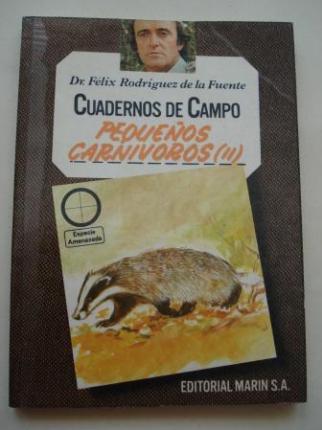 Dr. Félix Rodríguez de la Fuente
CUADERNOS DE CAMPO
PEQUEÑOS
CARNIVOROS (II)
Especie
Amenazada
EDITORIAL MARIN S.A.